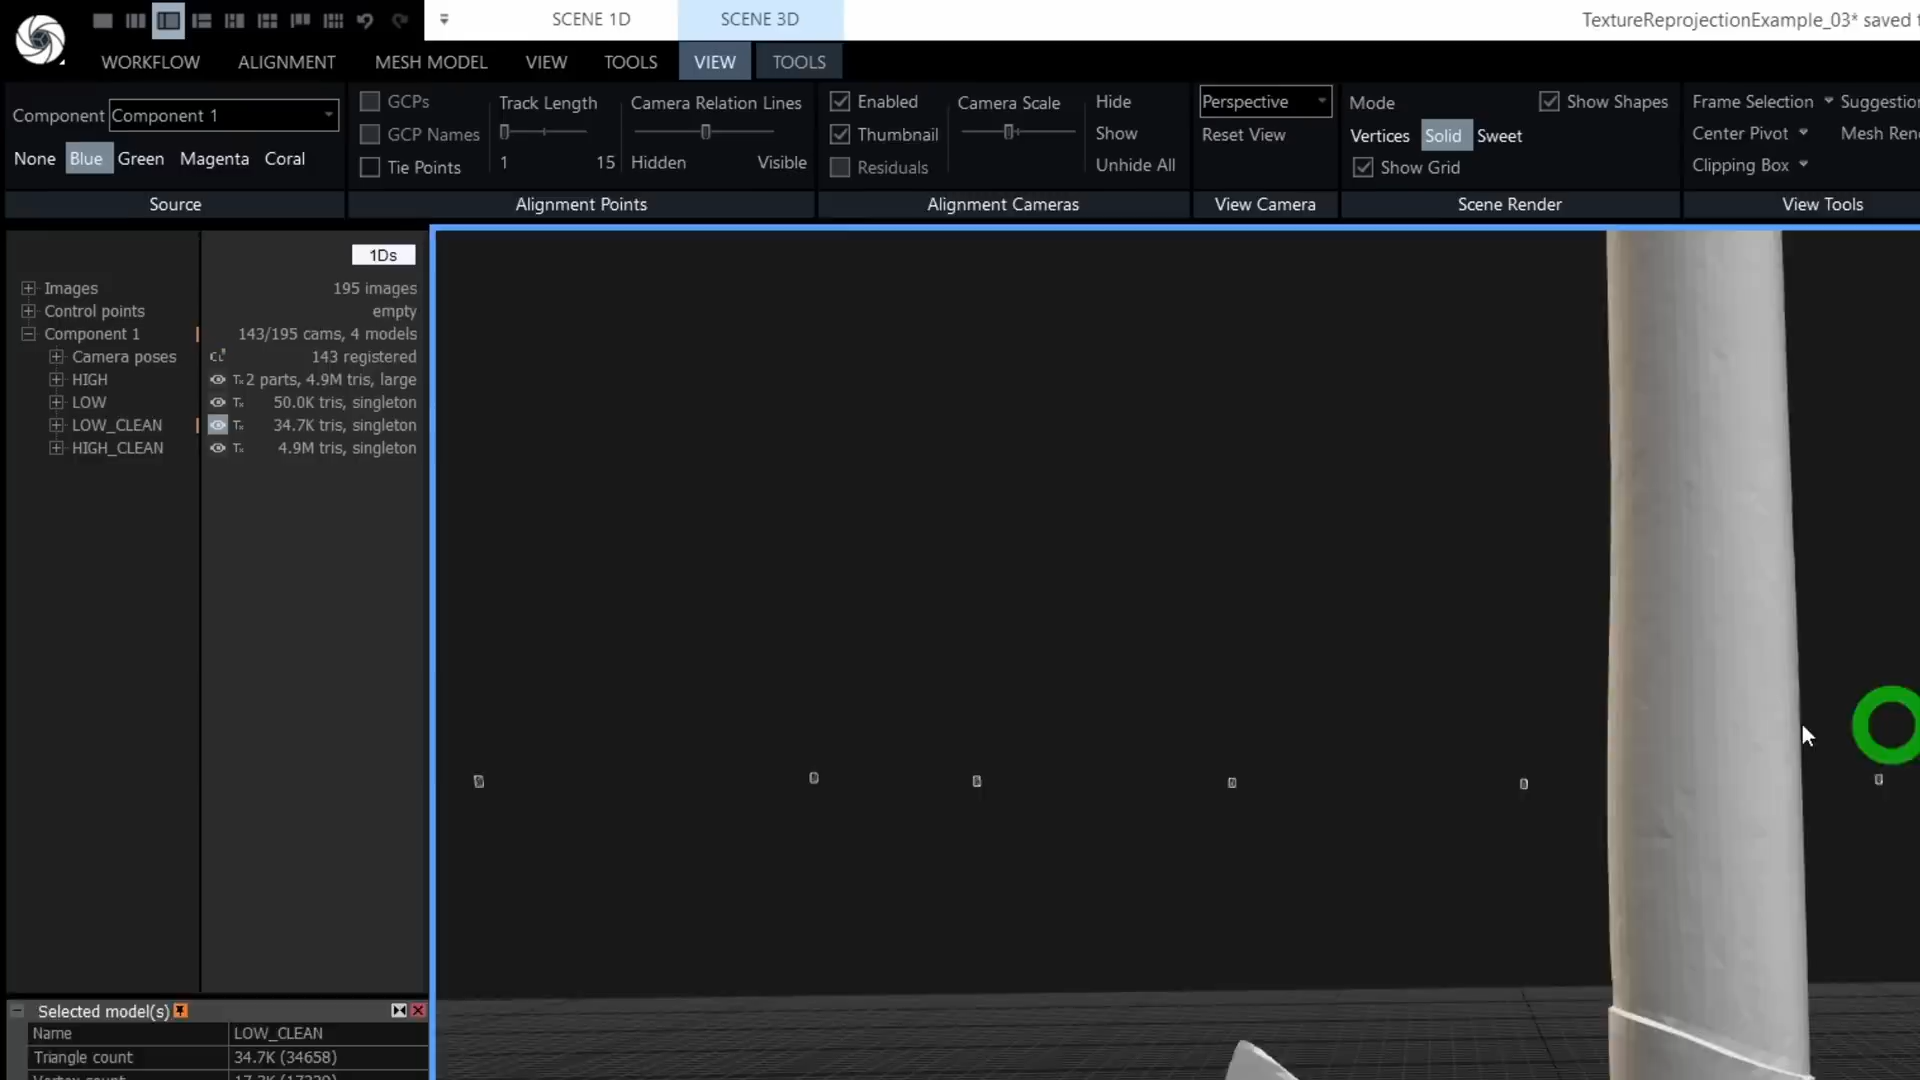 SCENE 1D
SCENE 3D
TextureReprojectionExample_03* saved
WORKFLOW
ALIGNMENT
MESH MODEL
VIEW
TOOLS
VIEW
TOOLS
Component
Component 1
None
Blue
Green
Magenta
Coral
Source
GCPs
GCP Names
Tie Points
Track Length
1
15
Camera Relation Lines
Hidden
Visible
Alignment Points
Enabled
Thumbnail
Residuals
Camera Scale
Hide
Show
Unhide All
Alignment Cameras
Perspective
Reset View
View Camera
Mode
Vertices
Solid
Sweet
Show Grid
Show Shapes
Scene Render
Frame Selection
Center Pivot
Clipping Box
Suggestio
Mesh Ren
View Tools
1Ds
Images 195 images
Control points empty
Component 1 143/195 cams, 4 models
Camera poses 143 registered
HIGH 2 parts, 4.9M tris, large
LOW 50.0K tris, singleton
LOW_CLEAN 34.7K tris, singleton
HIGH_CLEAN 4.9M tris, singleton
Selected model(s)
Name LOW_CLEAN
Triangle count 34.7K (34658)